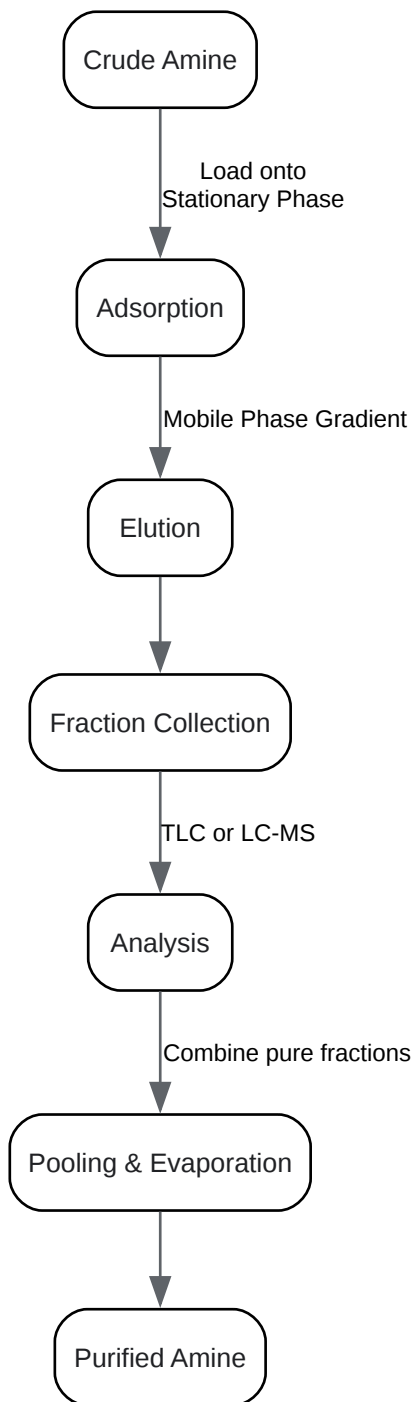 Crude Amine
Load onto
Stationary Phase
Adsorption
Mobile Phase Gradient
Elution
Fraction Collection
TLC or LC-MS
Analysis
Combine pure fractions
Pooling & Evaporation
Purified Amine